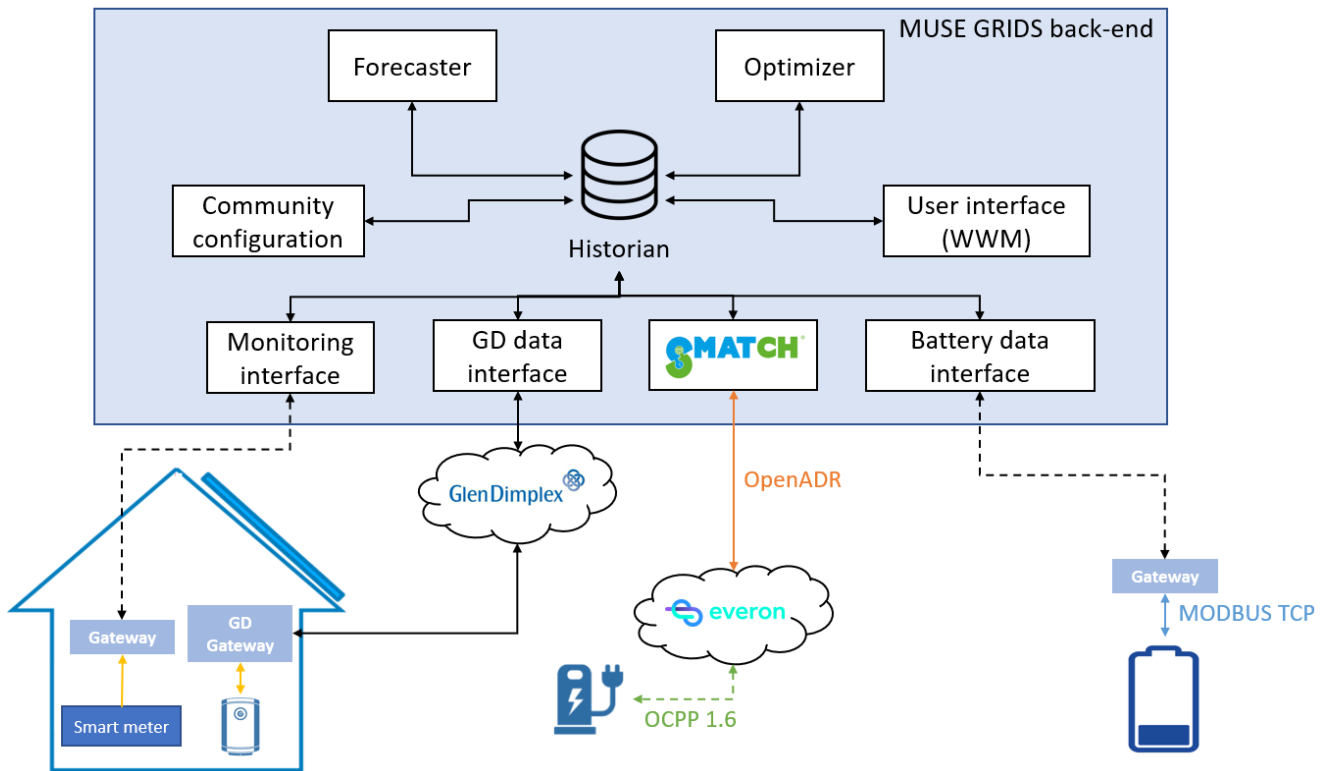 MUSE GRIDS back-end
Forecaster
Optimizer
Community
configuration
User interface
(WWM)
Historian
Monitoring
interface
GD data
interface
SMATCH®
Battery data
interface
GlenDimplex
OpenADR
everon
Gateway
MODBUS TCP
Gateway
GD
Gateway
Smart meter
OCPP 1.6